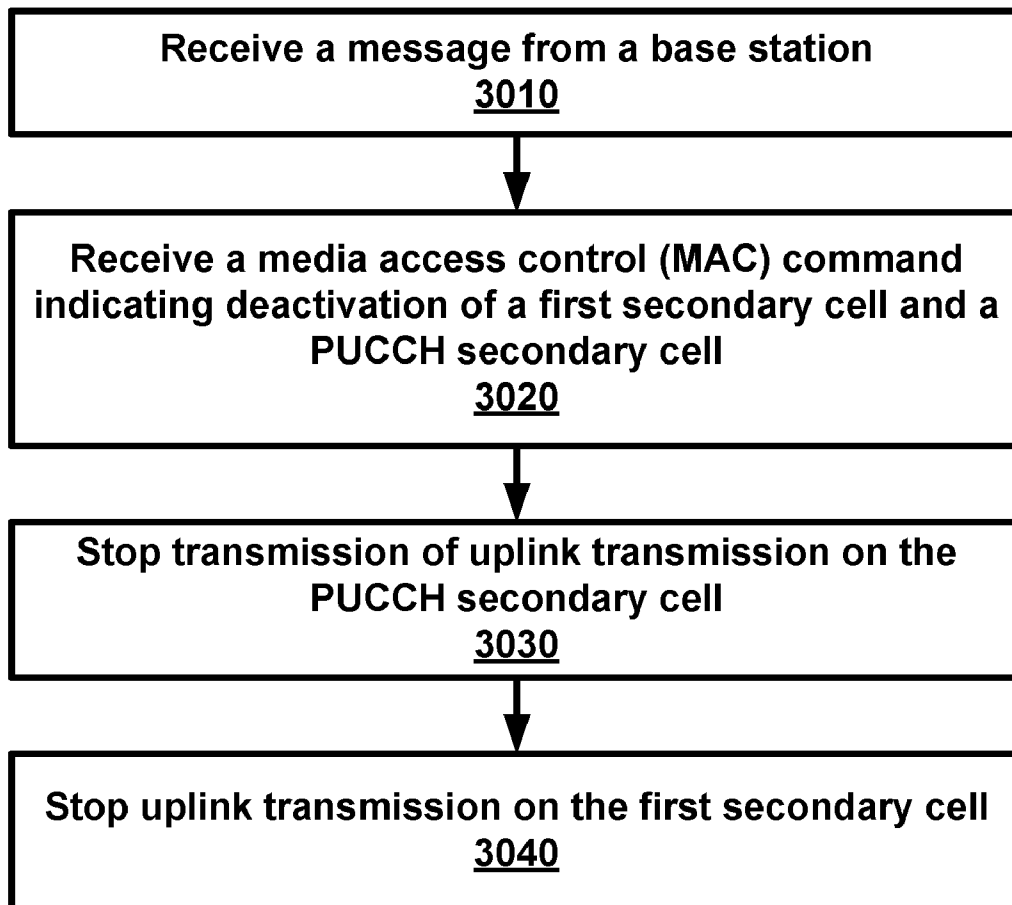 Receive a message from a base station
3010
Receive a media access control (MAC) command
indicating deactivation of a first secondary cell and a
PUCCH secondary cell
3020
Stop transmission of uplink transmission on the
PUCCH secondary cell
3030
Stop uplink transmission on the first secondary cell
3040